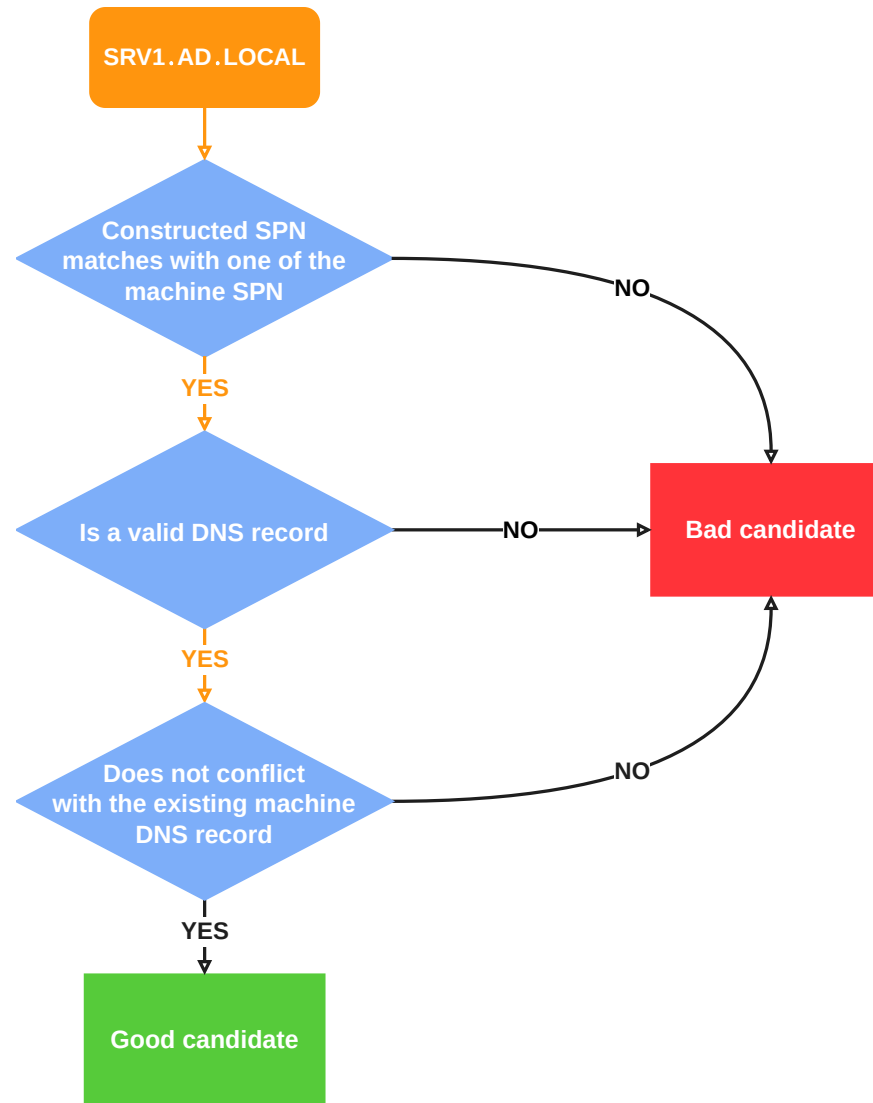 SRV1.AD.LOCAL
Constructed SPN
matches with one of the
machine SPN
NO
YES
Is a valid DNS record
NO
Bad candidate
YES
Does not conflict
with the existing machine
DNS record
NO
YES
Good candidate